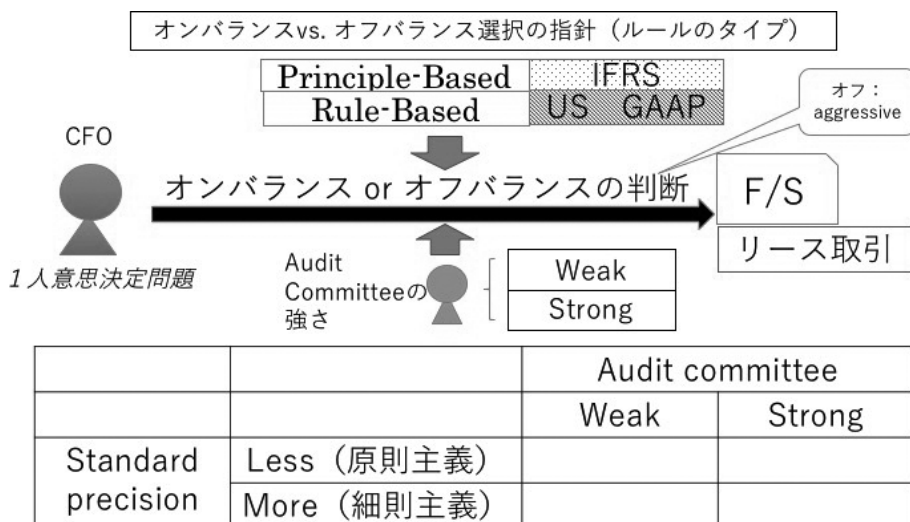 オンバランスvs. オフバランス選択の指針（ルールのタイプ）
Principle-Based IFRS
Rule-Based US GAAP
オフ：
aggressive
CFO
オンバランス or オフバランスの判断
F/S
リース取引
１人意思決定問題
Audit
Committeeの
強さ
Weak
Strong
Audit committee
Weak Strong
Standard
precision
Less（原則主義）
More（細則主義）